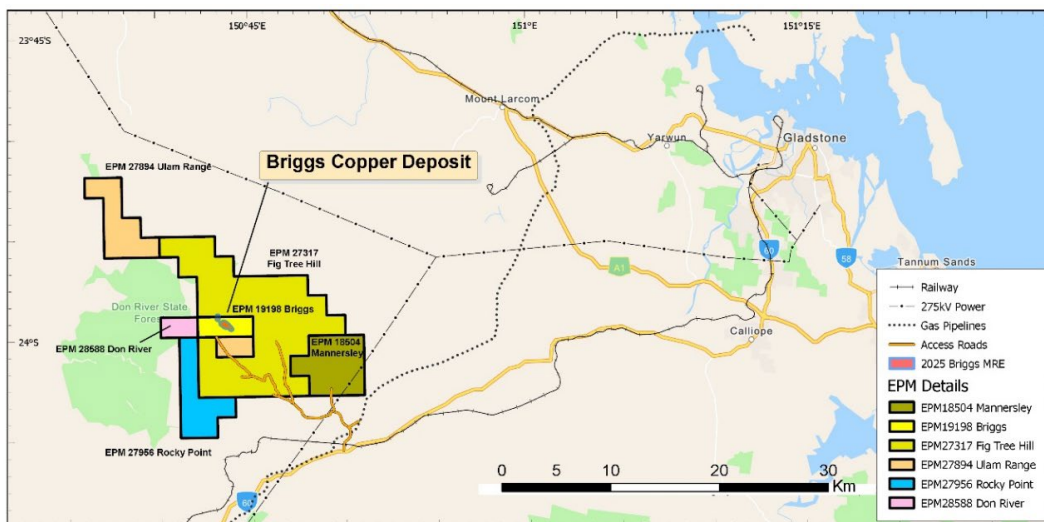 150°45'E
151°E
151°15'E
23°45'S
24°S
Mount Larcom
Yarwun
Gladstone
EPM 27894 Ulam Range
Briggs Copper Deposit
EPM 27317
Fig Tree Hill
60
58
A1
Tannum Sands
Don River State
Fores
EPM 19198 Briggs
EPM 28588 Don River
EPM 18504
Mannersley
Calliope
EPM 27956 Rocky Point
60
0 10 20 30
Km
Railway
275kV Power
Gas Pipelines
Access Roads
2025 Briggs MRE
EPM Details
EPM18504 Mannersley
EPM19198 Briggs
EPM27317 Fig Tree Hill
EPM27894 Ulam Range
EPM27956 Rocky Point
EPM28588 Don River